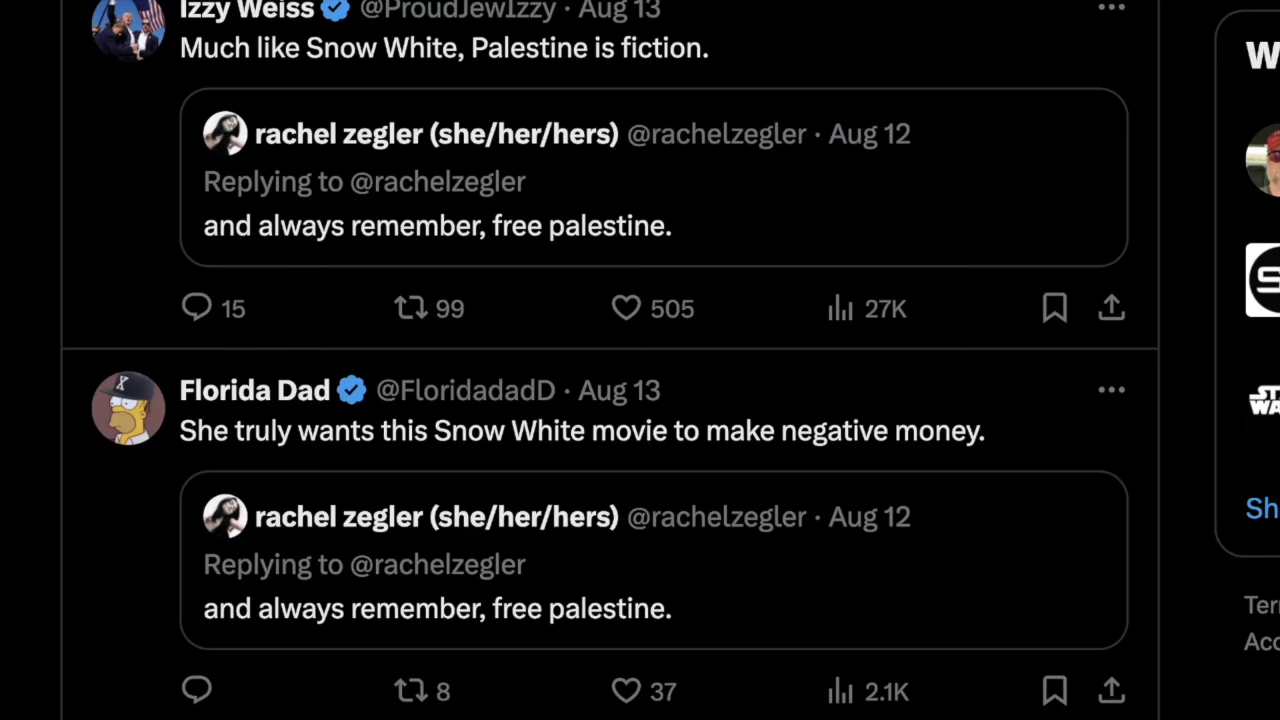 Izzy Weiss @ProudJewIzzy · Aug 13
Much like Snow White, Palestine is fiction.
rachel zegler (she/her/hers) @rachelzegler · Aug 12
Replying to @rachelzegler
and always remember, free palestine.
15 99 505 27K
Florida Dad @FloridadadD · Aug 13
She truly wants this Snow White movie to make negative money.
rachel zegler (she/her/hers) @rachelzegler · Aug 12
Replying to @rachelzegler
and always remember, free palestine.
8 37 2.1K
W
Sh
Ter
Acc